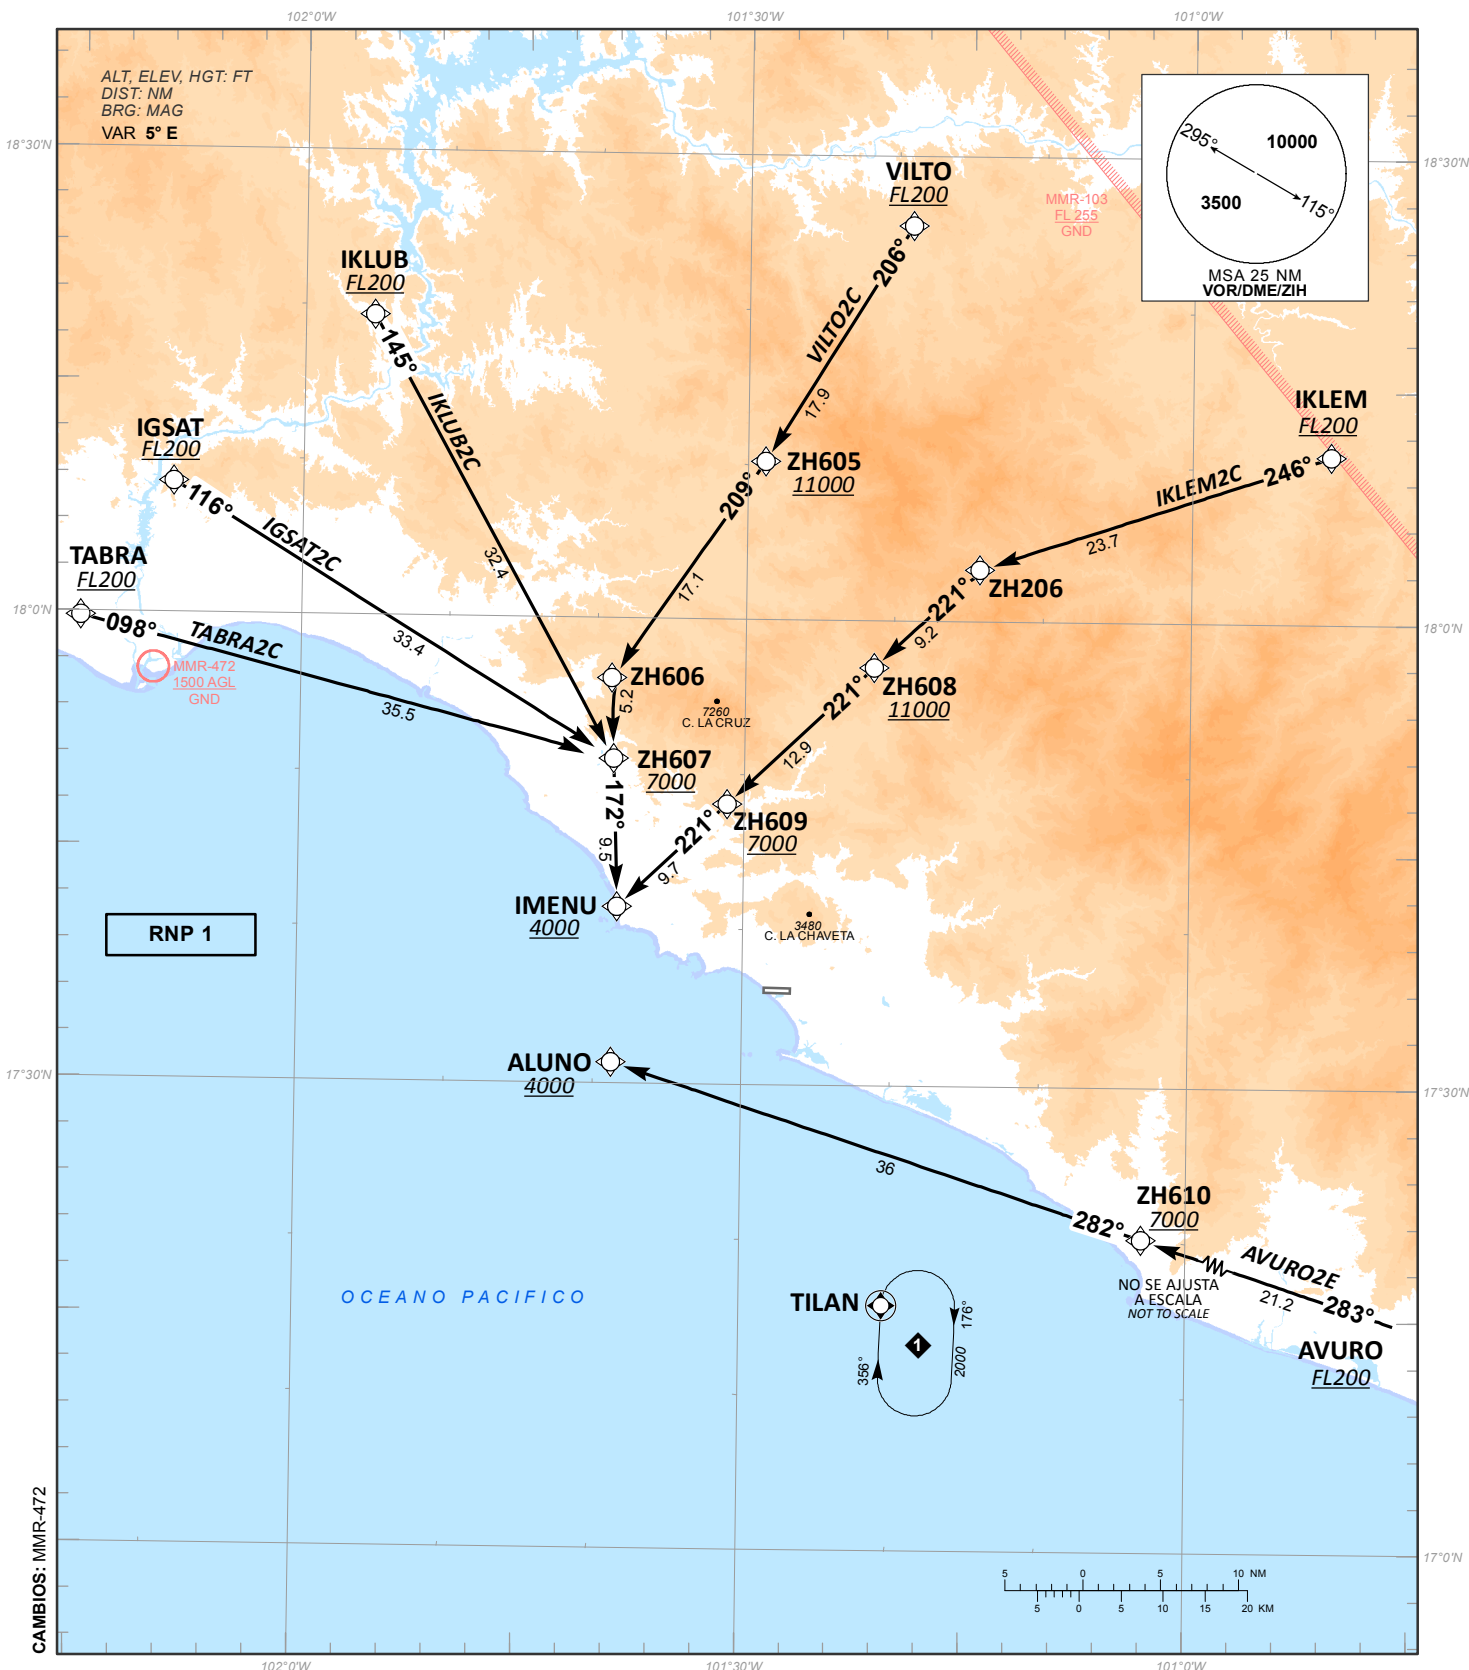 102°0'W
101°30'W
101°0'W
ALT, ELEV, HGT: FT
DIST: NM
BRG: MAG
VAR 5° E
18°30'N
18°30'N
295°
10000
3500
115°
MSA 25 NM
VOR/DME/ZIH
VILTO
FL200
206°
VILTO2C
17.9
MMR-103
FL 255
GND
IKLUB
FL200
145°
IKLUB2C
32.4
IKLEM
FL200
246°
IKLEM2C
23.7
IGSAT
FL200
116°
IGSAT2C
33.4
ZH605
11000
209°
17.1
TABRA
FL200
098°
TABRA2C
35.5
MMR-472
1500 AGL
GND
ZH206
221°
9.2
18°0'N
18°0'N
ZH606
5.2
7260
C. LA CRUZ
ZH608
11000
221°
12.9
ZH607
7000
172°
9.5
ZH609
7000
221°
9.7
IMENU
4000
3480
C. LA CHAVETA
RNP 1
ALUNO
4000
17°30'N
17°30'N
36
ZH610
7000
282°
AVURO2E
21.2
283°
NO SE AJUSTA
A ESCALA
NOT TO SCALE
AVURO
FL200
OCEANO PACIFICO
TILAN
1
176°
2000
356°
17°0'N
5 0 5 10 NM
5 0 5 10 15 20 KM
CAMBIOS: MMR-472
102°0'W
101°30'W
101°0'W